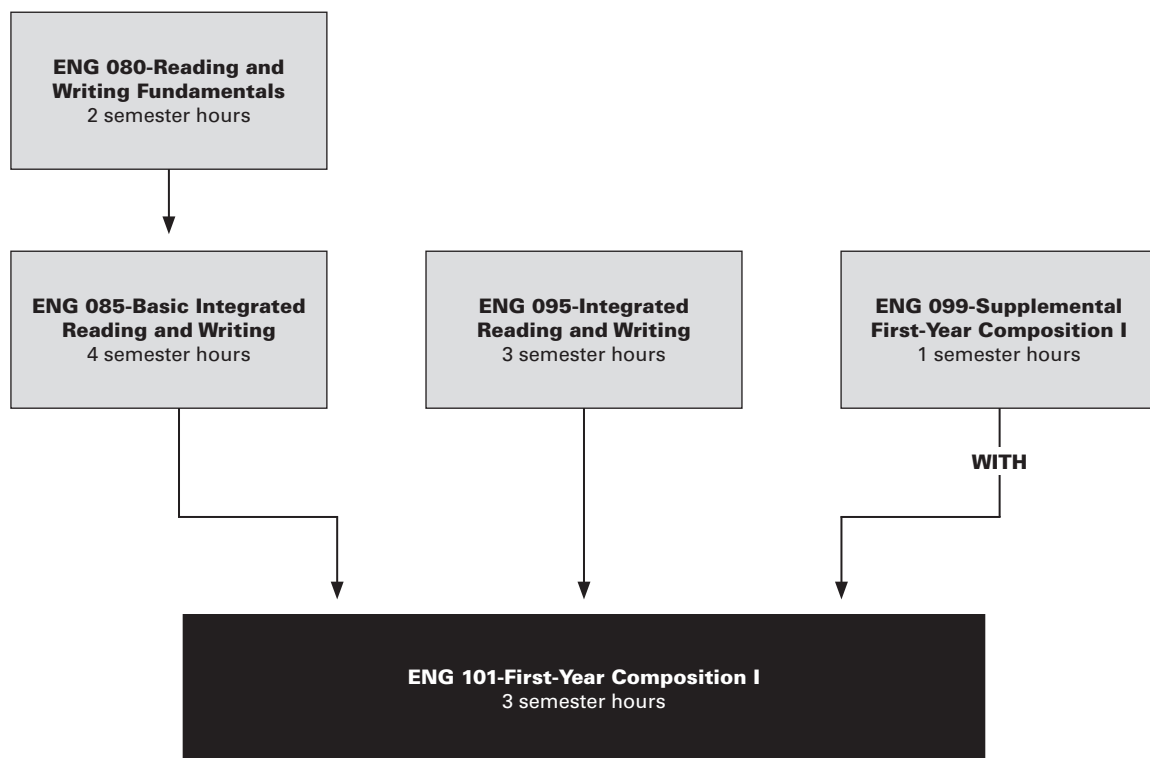 ENG 080-Reading and
Writing Fundamentals
2 semester hours
ENG 085-Basic Integrated
Reading and Writing
4 semester hours
ENG 095-Integrated
Reading and Writing
3 semester hours
ENG 099-Supplemental
First-Year Composition I
1 semester hours
WITH
ENG 101-First-Year Composition I
3 semester hours